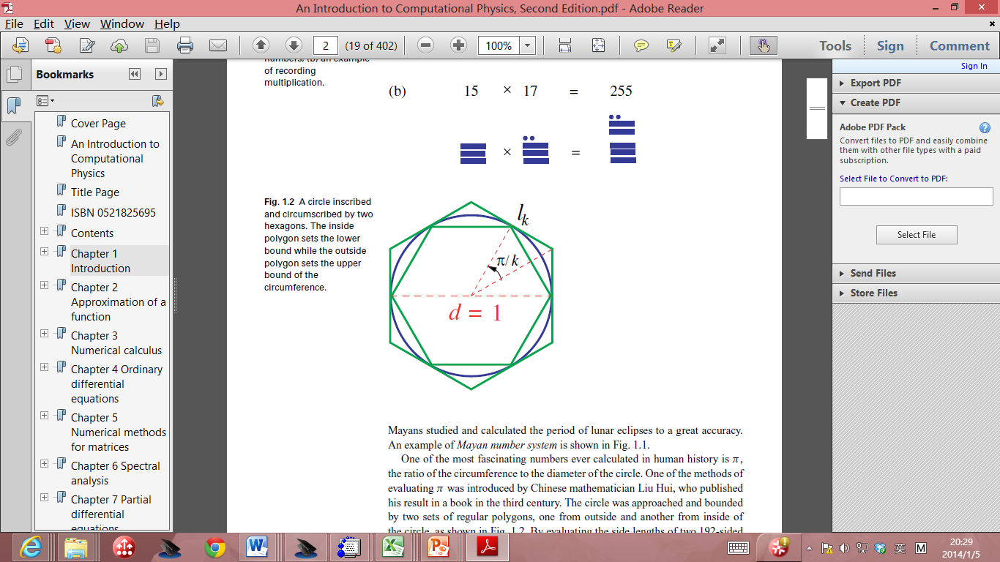 An Introduction to Computational Physics, Second Edition.pdf - Adobe Reader
File Edit View Window Help
2 (19 of 402) 100% Tools Sign Comment
Sign In
Bookmarks
Cover Page
An Introduction to
Computational
Physics
Title Page
ISBN 0521825695
Contents
Chapter 1
Introduction
Chapter 2
Approximation of a
function
Chapter 3
Numerical calculus
Chapter 4 Ordinary
differential
equations
Chapter 5
Numerical methods
for matrices
Chapter 6 Spectral
analysis
Chapter 7 Partial
differential
equations
numbers; (b) an example
of recording
multiplication.
(b) 15 × 17 = 255
× =
Fig. 1.2 A circle inscribed
and circumscribed by two
hexagons. The inside
polygon sets the lower
bound while the outside
polygon sets the upper
bound of the
circumference.
lk
π/k
d = 1
Mayans studied and calculated the period of lunar eclipses to a great accuracy.
An example of Mayan number system is shown in Fig. 1.1.
One of the most fascinating numbers ever calculated in human history is π,
the ratio of the circumference to the diameter of the circle. One of the methods of
evaluating π was introduced by Chinese mathematician Liu Hui, who published
his result in a book in the third century. The circle was approached and bounded
by two sets of regular polygons, one from outside and another from inside of
the circle, as shown in Fig. 1.2. By evaluating the side lengths of two 192-sided
Export PDF
Create PDF
Adobe PDF Pack
Convert files to PDF and easily combine
them with other file types with a paid
subscription.
Select File to Convert to PDF:
Select File
Send Files
Store Files
英 M
20:29
2014/1/5